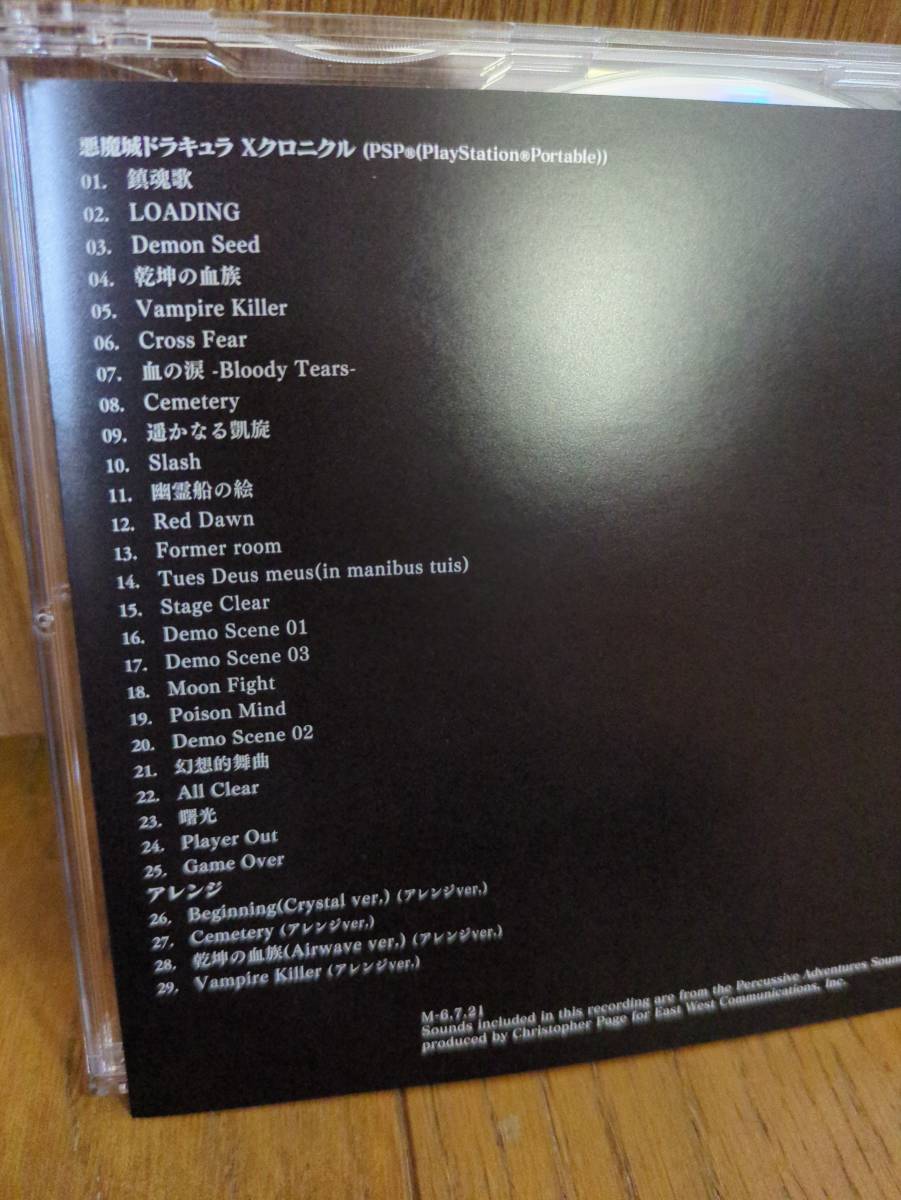 悪魔城ドラキュラ Xクロニクル (PSP®(PlayStation®Portable))
01. 鎮魂歌
02. LOADING
03. Demon Seed
04. 乾坤の血族
05. Vampire Killer
06. Cross Fear
07. 血の涙 -Bloody Tears-
08. Cemetery
09. 遥かなる凱旋
10. Slash
11. 幽霊船の絵
12. Red Dawn
13. Former room
14. Tues Deus meus(in manibus tuis)
15. Stage Clear
16. Demo Scene 01
17. Demo Scene 03
18. Moon Fight
19. Poison Mind
20. Demo Scene 02
21. 幻想的舞曲
22. All Clear
23. 曙光
24. Player Out
25. Game Over
アレンジ
26. Beginning(Crystal ver.) (アレンジver.)
27. Cemetery (アレンジver.)
28. 乾坤の血族(Airwave ver.) (アレンジver.)
29. Vampire Killer (アレンジver.)
M-6,7,21
Sounds included in this recording are from the Percussive Adventures Soun
produced by Christopher Page for East West Communications, Inc.